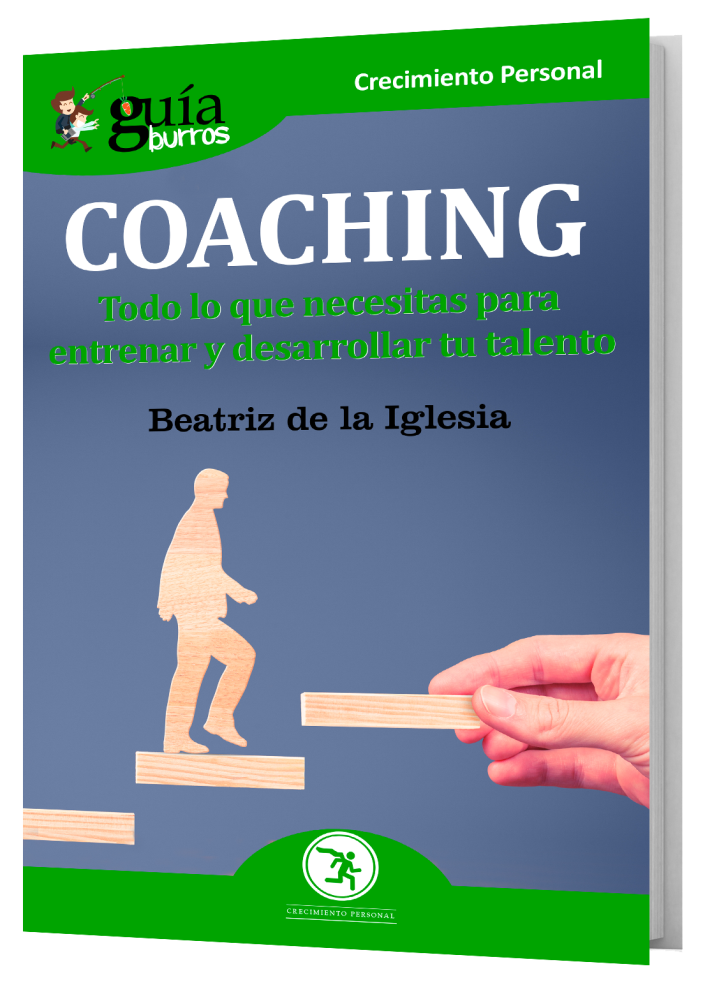 guía
burros
Crecimiento Personal
COACHING
Todo lo que necesitas para
entrenar y desarrollar tu talento
Beatriz de la Iglesia
CRECIMIENTO PERSONAL